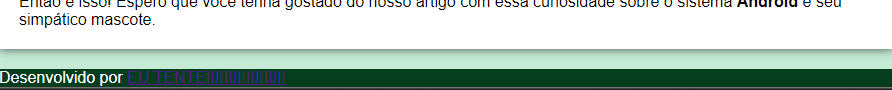 Então é isso! Espero que você tenha gostado do nosso artigo com essa curiosidade sobre o sistema Android e seu
simpático mascote.
Desenvolvido por EU TENTEI